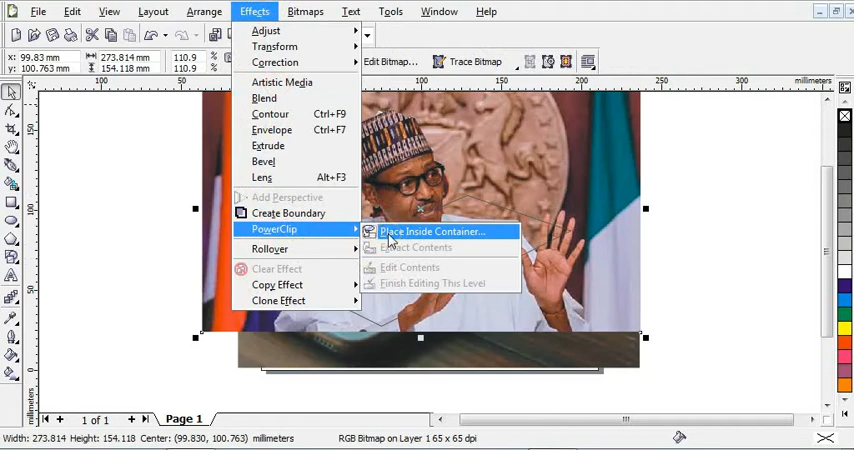 File Edit View Layout Arrange Effects Bitmaps Text Tools Window Help
x: 99.83 mm 273.814 mm 110.9 % Edit Bitmap... Trace Bitmap
y: 100.763 mm 154.118 mm 110.9 %
50 100 150 200 250 300 millimeters
Adjust
Transform
Correction
Artistic Media
Blend
Contour Ctrl+F9
Envelope Ctrl+F7
Extrude
Bevel
Lens Alt+F3
Add Perspective
Create Boundary
PowerClip
Place Inside Container...
Rollover
Extract Contents
Clear Effect
Edit Contents
Copy Effect
Finish Editing This Level
Clone Effect
150
100
50
0
millimeters
1 of 1 Page 1
Width: 273.814 Height: 154.118 Center: (99.830, 100.763) millimeters RGB Bitmap on Layer 1 65 x 65 dpi